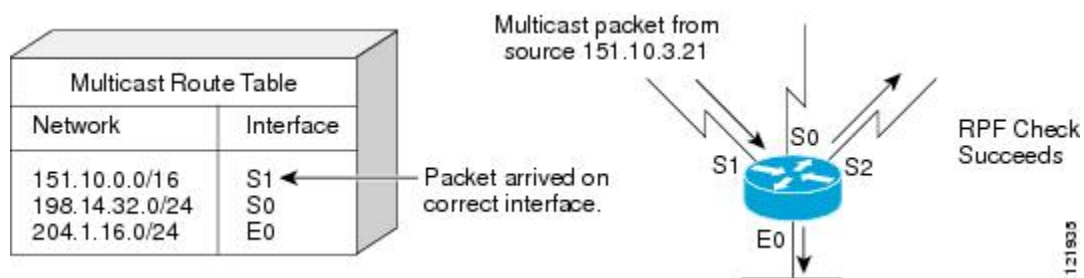 Multicast Route Table
Network Interface
151.10.0.0/16 S1
198.14.32.0/24 S0
204.1.16.0/24 E0
Packet arrived on
correct interface.
Multicast packet from
source 151.10.3.21
S0
S1
S2
E0
RPF Check
Succeeds
121935